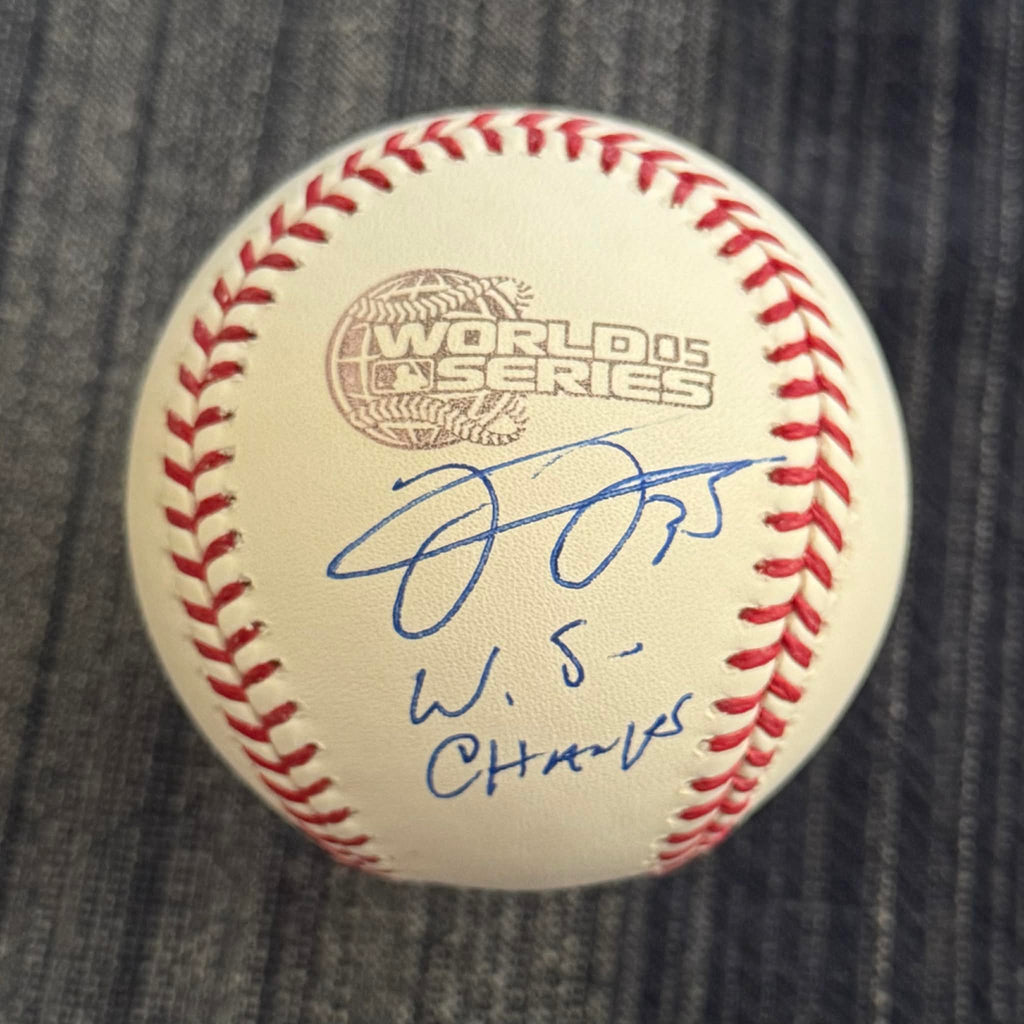 WORLD 05
SERIES
35
W. S.
CHAMPS